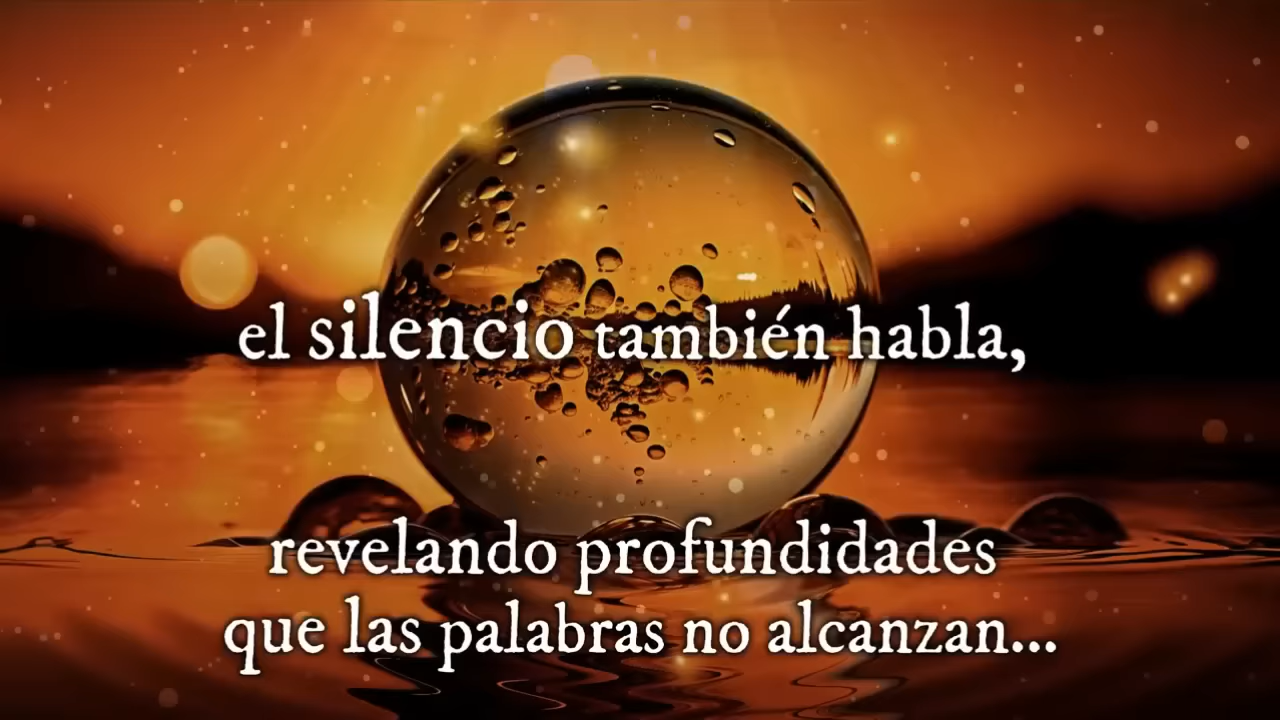 el silencio también habla,
revelando profundidades
que las palabras no alcanzan...